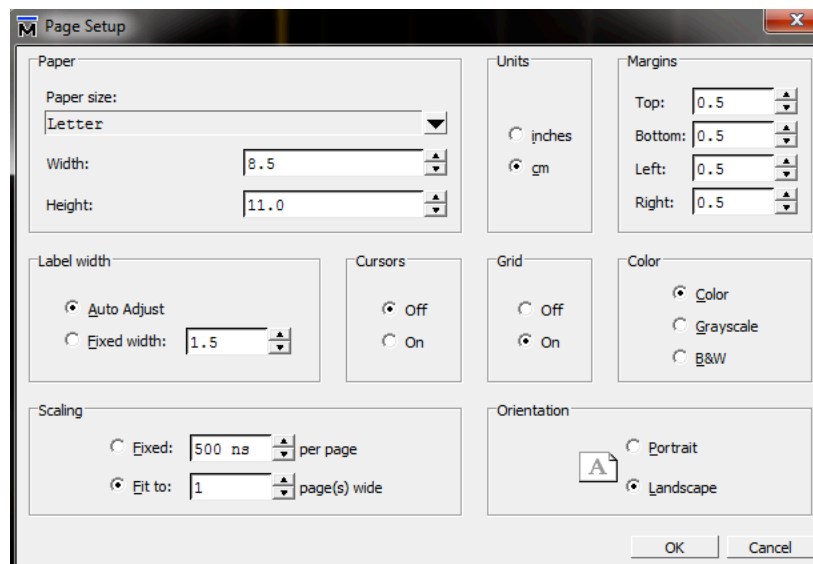 Page Setup
Paper
Paper size:
Letter
Width: 8.5
Height: 11.0
Units
inches
cm
Margins
Top: 0.5
Bottom: 0.5
Left: 0.5
Right: 0.5
Label width
Auto Adjust
Fixed width: 1.5
Cursors
Off
On
Grid
Off
On
Color
Color
Grayscale
B&W
Scaling
Fixed: 500 ns per page
Fit to: 1 page(s) wide
Orientation
A
Portrait
Landscape
OK Cancel